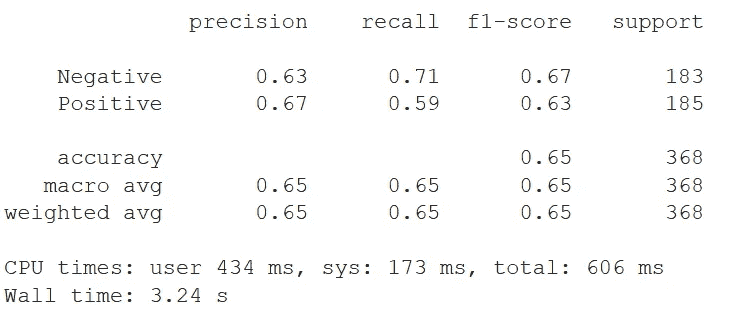 precision recall f1-score support
Negative 0.63 0.71 0.67 183
Positive 0.67 0.59 0.63 185
accuracy 0.65 368
macro avg 0.65 0.65 0.65 368
weighted avg 0.65 0.65 0.65 368
CPU times: user 434 ms, sys: 173 ms, total: 606 ms
Wall time: 3.24 s